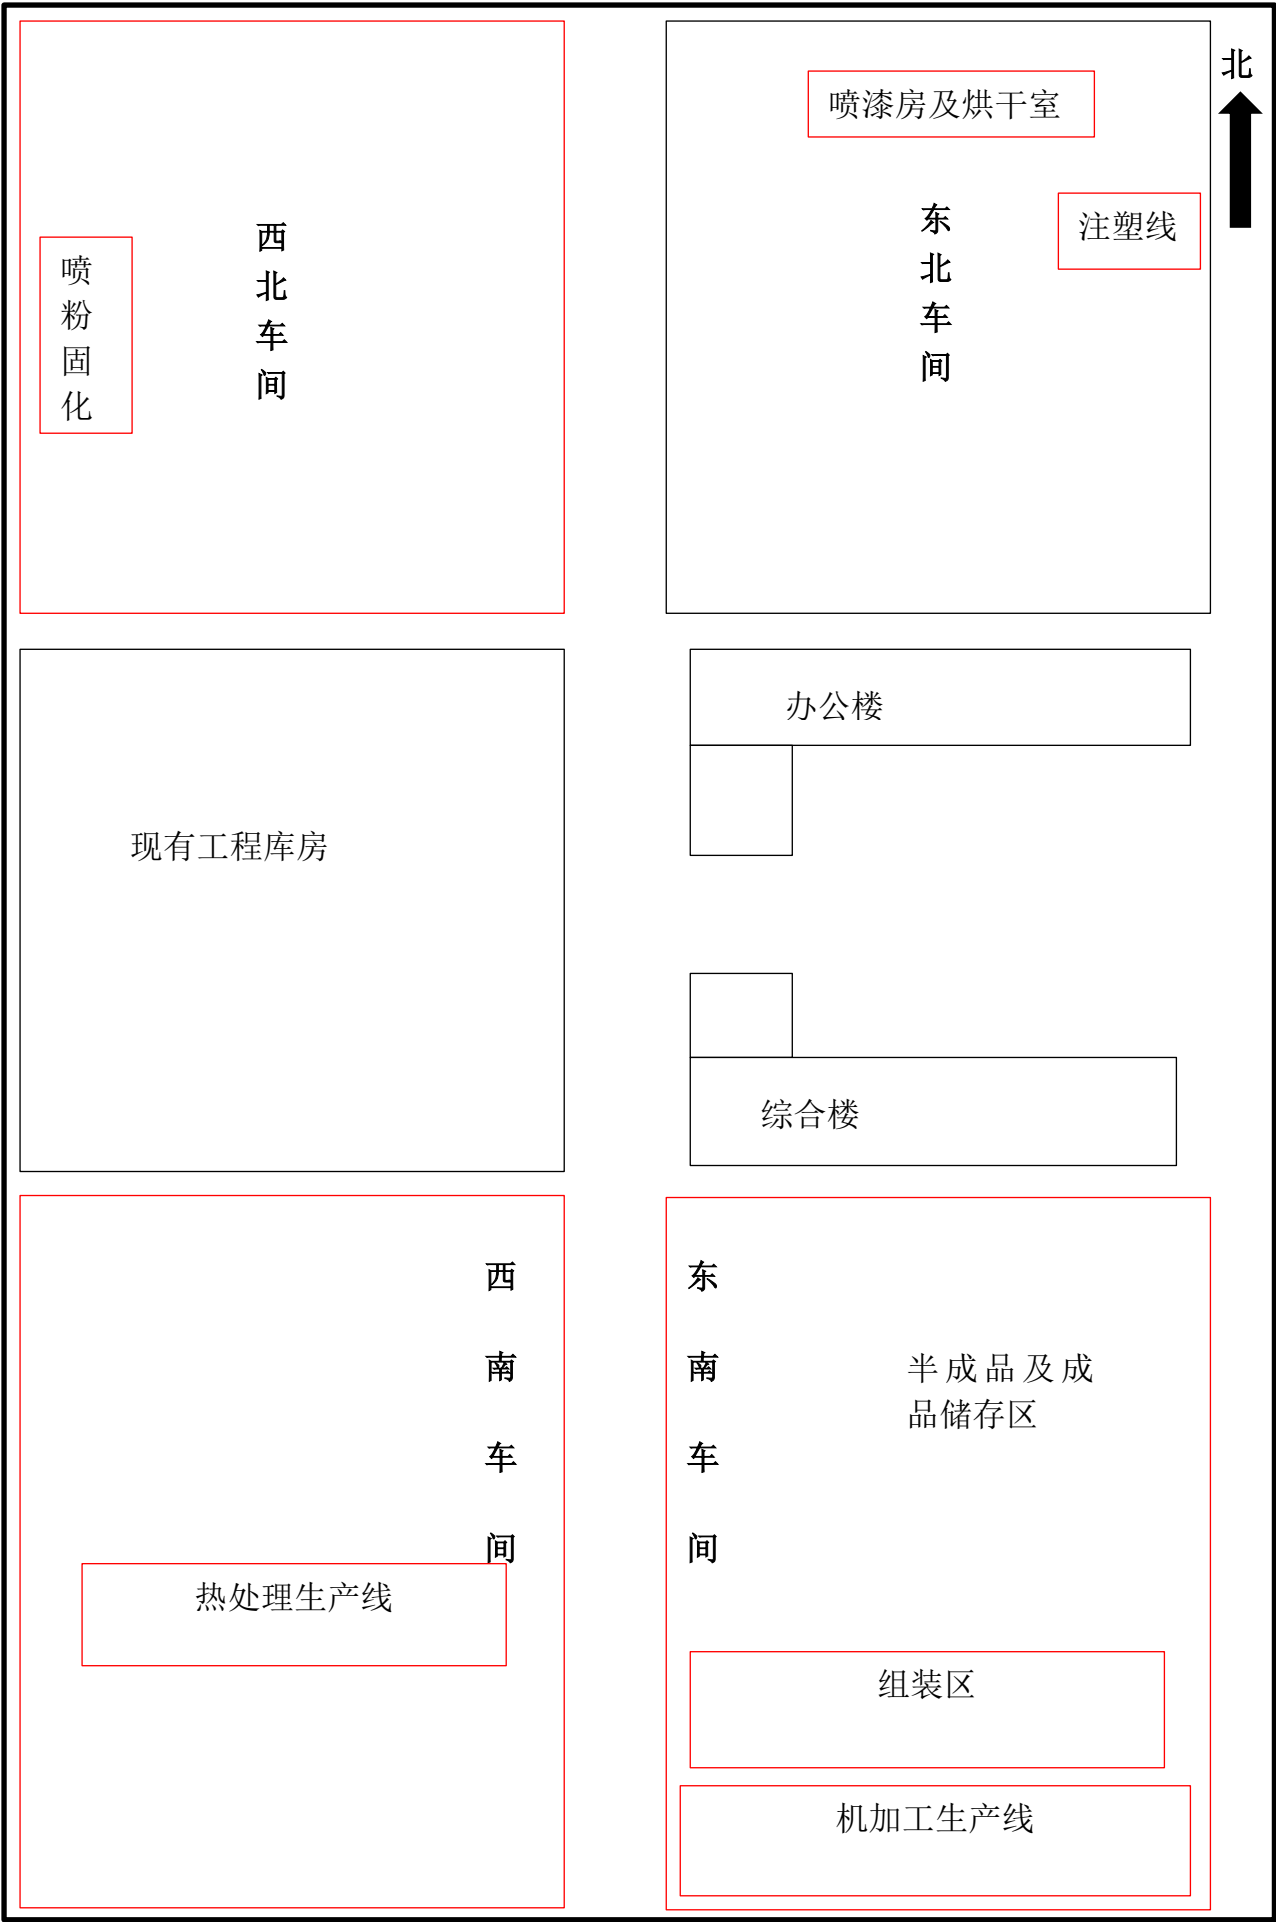 北
喷漆房及烘干室
注塑线
西北车间
东北车间
喷粉固化
办公楼
现有工程库房
综合楼
西南车间
东南车间
半成品及成
品储存区
热处理生产线
组装区
机加工生产线